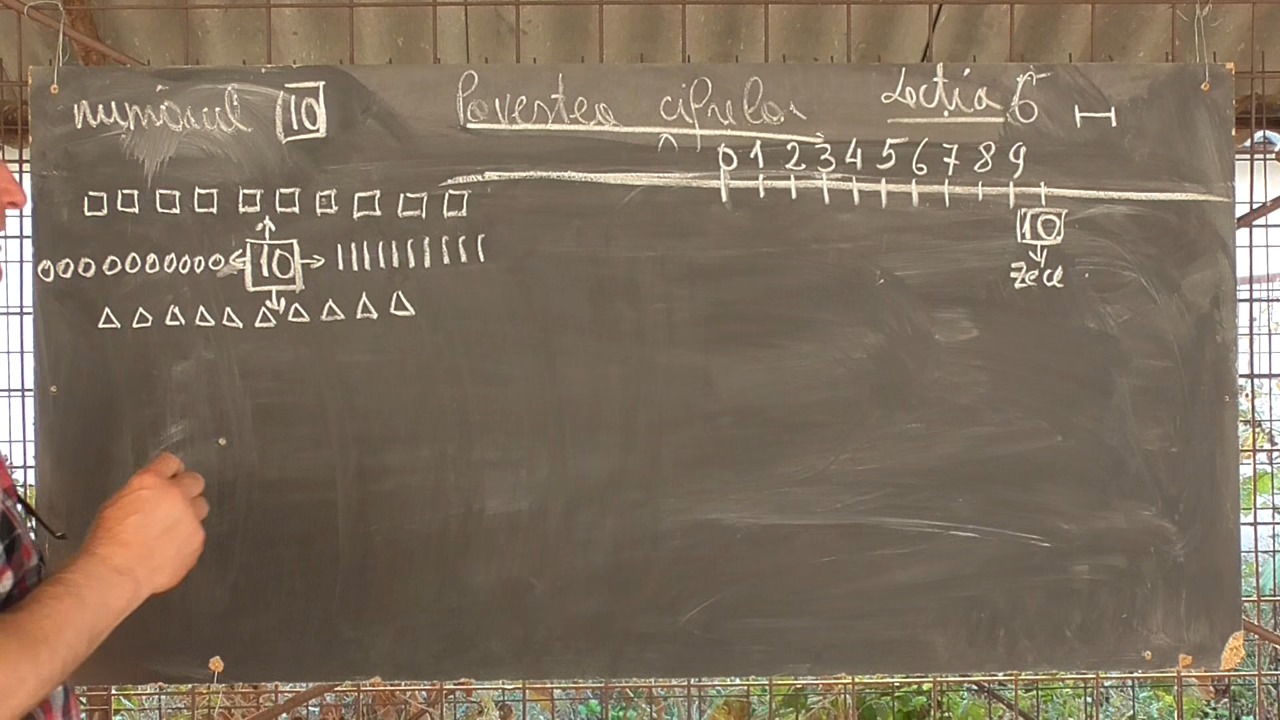 numărul 10
Povestea cifrelor
Lecția 6
0 1 2 3 4 5 6 7 8 9
10
10
zece